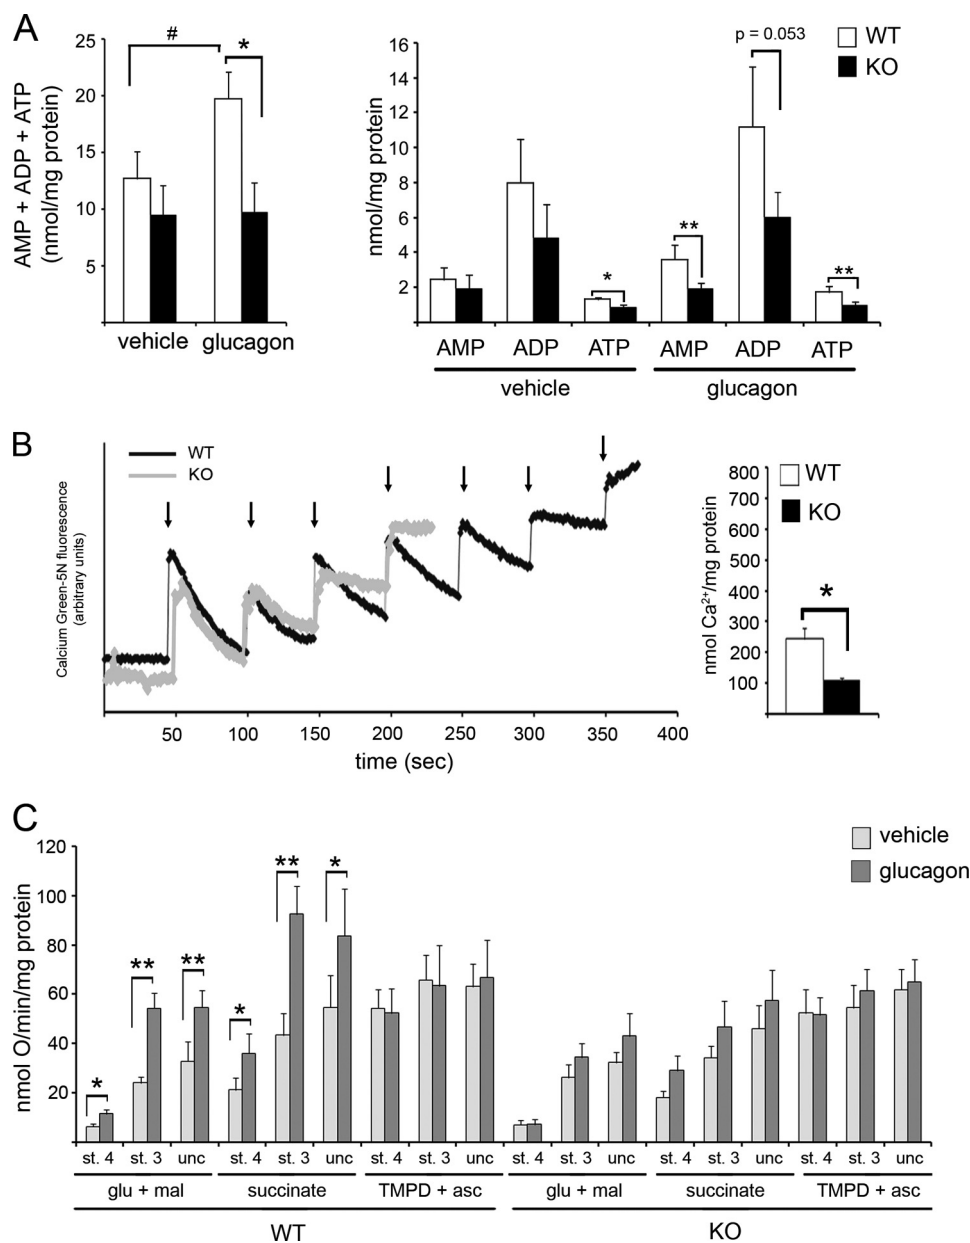 A
AMP + ADP + ATP
(nmol/mg protein)
25
20
15
10
5
#
*
vehicle glucagon
nmol/mg protein
16
14
12
10
8
6
4
2
*
**
p = 0.053
**
WT
KO
AMP ADP ATP AMP ADP ATP
vehicle glucagon
B
WT
KO
Calcium Green-5N fluorescence
(arbitrary units)
50 100 150 200 250 300 350 400
time (sec)
nmol Ca²⁺/mg protein
800
700
600
500
400
300
200
100
WT
KO
*
C
nmol O/min/mg protein
120
100
80
60
40
20
*
**
**
*
**
*
vehicle
glucagon
st. 4 st. 3 unc st. 4 st. 3 unc st. 4 st. 3 unc st. 4 st. 3 unc st. 4 st. 3 unc st. 4 st. 3 unc
glu + mal succinate TMPD + asc glu + mal succinate TMPD + asc
WT KO